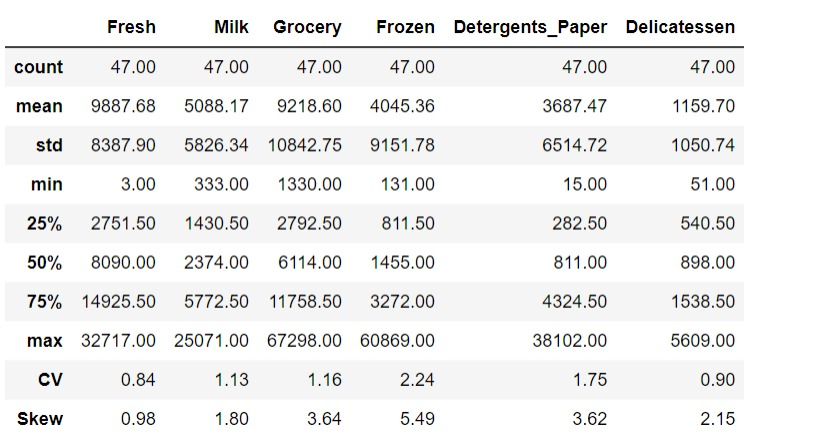 Fresh Milk Grocery Frozen Detergents_Paper Delicatessen
count 47.00 47.00 47.00 47.00 47.00 47.00
mean 9887.68 5088.17 9218.60 4045.36 3687.47 1159.70
std 8387.90 5826.34 10842.75 9151.78 6514.72 1050.74
min 3.00 333.00 1330.00 131.00 15.00 51.00
25% 2751.50 1430.50 2792.50 811.50 282.50 540.50
50% 8090.00 2374.00 6114.00 1455.00 811.00 898.00
75% 14925.50 5772.50 11758.50 3272.00 4324.50 1538.50
max 32717.00 25071.00 67298.00 60869.00 38102.00 5609.00
CV 0.84 1.13 1.16 2.24 1.75 0.90
Skew 0.98 1.80 3.64 5.49 3.62 2.15